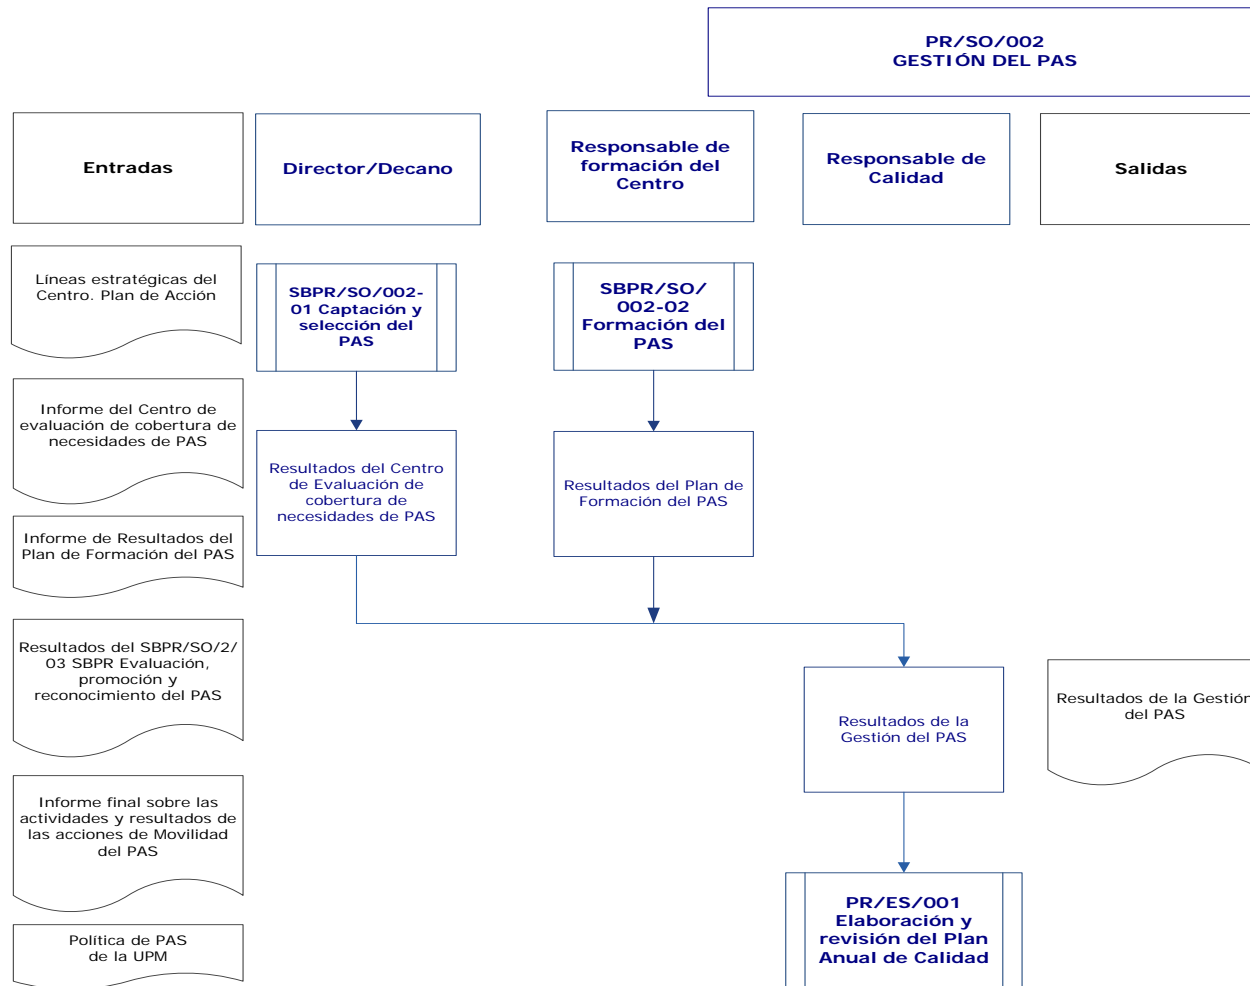 PR/SO/002
GESTIÓN DEL PAS
Entradas
Director/Decano
Responsable de
formación del
Centro
Responsable de
Calidad
Salidas
Líneas estratégicas del
Centro. Plan de Acción
SBPR/SO/002-
01 Captación y
selección del
PAS
SBPR/SO/
002-02
Formación del
PAS
Informe del Centro de
evaluación de cobertura de
necesidades de PAS
Resultados del Centro
de Evaluación de
cobertura de
necesidades de PAS
Resultados del Plan de
Formación del PAS
Informe de Resultados del
Plan de Formación del PAS
Resultados del SBPR/SO/2/
03 SBPR Evaluación,
promoción y
reconocimiento del PAS
Resultados de la
Gestión del PAS
Resultados de la Gestión
del PAS
Informe final sobre las
actividades y resultados de
las acciones de Movilidad
del PAS
PR/ES/001
Elaboración y
revisión del Plan
Anual de Calidad
Política de PAS
de la UPM